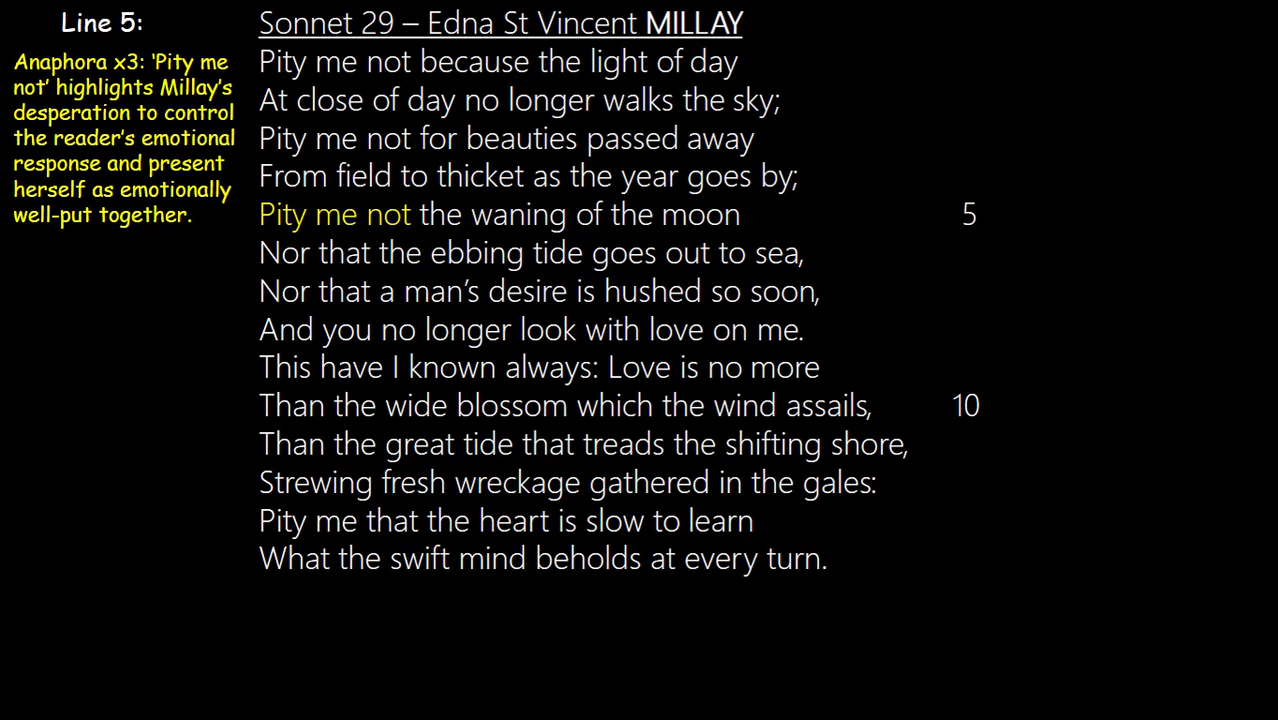 Line 5:
Anaphora x3: ‘Pity me
not’ highlights Millay’s
desperation to control
the reader’s emotional
response and present
herself as emotionally
well-put together.
Sonnet 29 – Edna St Vincent MILLAY
Pity me not because the light of day
At close of day no longer walks the sky;
Pity me not for beauties passed away
From field to thicket as the year goes by;
Pity me not the waning of the moon 5
Nor that the ebbing tide goes out to sea,
Nor that a man’s desire is hushed so soon,
And you no longer look with love on me.
This have I known always: Love is no more
Than the wide blossom which the wind assails, 10
Than the great tide that treads the shifting shore,
Strewing fresh wreckage gathered in the gales:
Pity me that the heart is slow to learn
What the swift mind beholds at every turn.